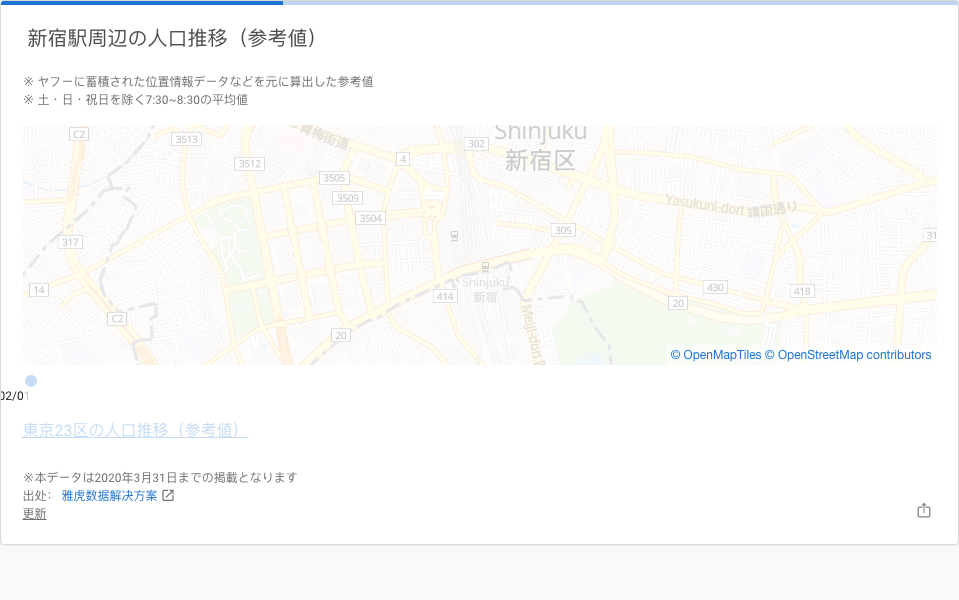 新宿駅周辺の人口推移（参考値）
※ ヤフーに蓄積された位置情報データなどを元に算出した参考値
※ 土・日・祝日を除く7:30~8:30の平均値
C2
3513
青梅街道
302
Shinjuku
新宿区
3512
4
3505
3509
3504
Yasukuni-dori 靖国通り
305
317
31
14
414
Shinjuku
新宿
430
418
20
C2
20
Meiji-dori
© OpenMapTiles © OpenStreetMap contributors
02/01
東京23区の人口推移（参考値）
※本データは2020年3月31日までの掲載となります
出处： 雅虎数据解决方案
更新